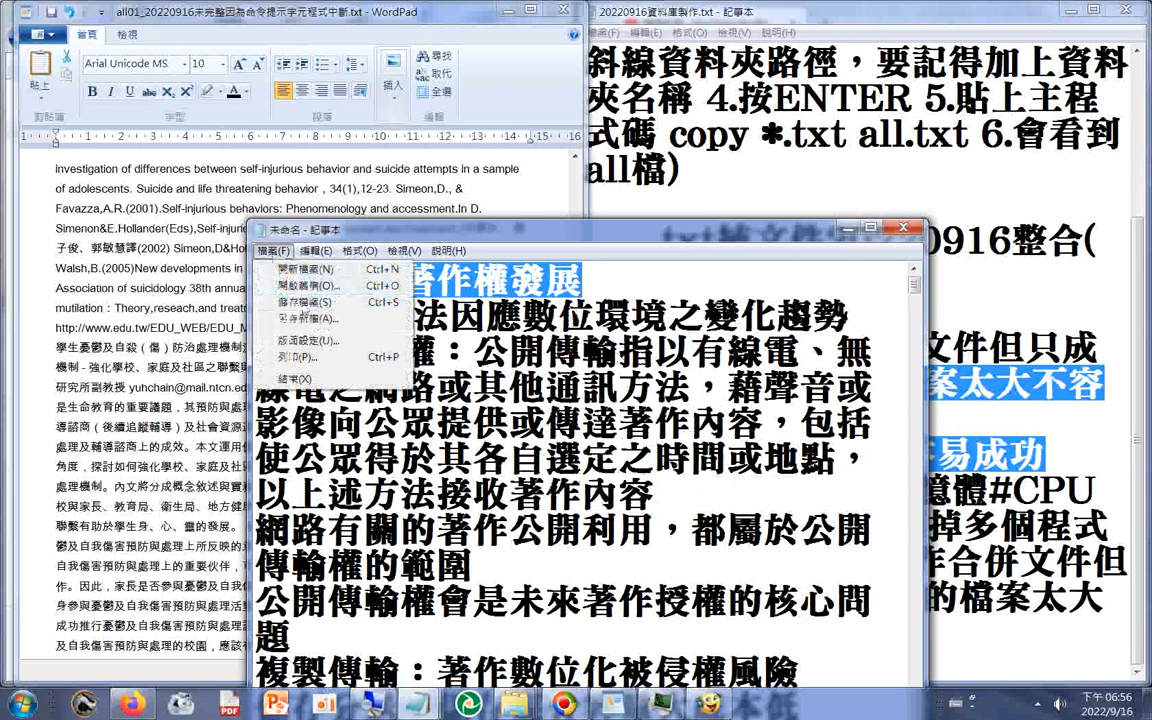 all01_20220916未完整因為命令提示字元程式中斷.txt - WordPad
首頁
檢視
貼上
Arial Unicode MS
10
插入
尋找
取代
全選
剪貼簿
字型
段落
編輯
investigation of differences between self-injurious behavior and suicide attempts in a sample
of adolescents. Suicide and life threatening behavior，34(1),12-23. Simeon,D., &
Favazza,A.R.(2001).Self-injurious behaviors: Phenomenology and accessment.In D.
Simenon&E.Hollander(Eds),Self-injur
子俊、郭敏慧譯(2002) Simeon,D&Hol
Walsh,B.(2005)New developments in
Association of suicidology 38th annua
mutilation：Theory,reseach,and treatm
http://www.edu.tw/EDU_WEB/EDU_M
學生憂鬱及自殺（傷）防治處理機制
機制 - 強化學校、家庭及社區之聯繫與
研究所副教授 yuhchain@mail.ntcn.ed
是生命教育的重要議題，其預防與處理
導諮商（後續追蹤輔導）及社會資源連
處理及輔導諮商上的成效。本文運用
角度，探討如何強化學校、家庭及社區
處理機制。內文將分成概念敘述與實
校與家長、教育局、衛生局、地方健康
聯繫有助於學生身、心、靈的發展。
鬱及自我傷害預防與處理上所反映的
我傷害預防與處理上的重要伙伴，
作。因此，家長是否參與憂鬱及自我
身參與憂鬱及自我傷害預防與處理活
成功推行憂鬱及自我傷害預防與處理
及自我傷害預防與處理的校園，應該
20220916資料庫製作.txt - 記事本
檔案(F) 編輯(E) 格式(O) 檢視(V) 說明(H)
斜線資料夾路徑，要記得加上資料
夾名稱 4.按ENTER 5.貼上主程
式碼 copy *.txt all.txt 6.會看到
all檔)
0916整合(
文件但只成
案太大不容
易成功
憶體#CPU
掉多個程式
作合併文件但
的檔案太大
未命名 - 記事本
檔案(F) 編輯(E) 格式(O) 檢視(V) 說明(H)
開新檔案(N) Ctrl+N
開啟舊檔(O)... Ctrl+O
儲存檔案(S) Ctrl+S
另存新檔(A)...
版面設定(U)...
列印(P)... Ctrl+P
結束(X)
著作權發展
法因應數位環境之變化趨勢
權：公開傳輸指以有線電、無
線電之網路或其他通訊方法，藉聲音或
影像向公眾提供或傳達著作內容，包括
使公眾得於其各自選定之時間或地點，
以上述方法接收著作內容
網路有關的著作公開利用，都屬於公開
傳輸權的範圍
公開傳輸權會是未來著作授權的核心問
題
複製傳輸：著作數位化被侵權風險
下午 06:56
2022/9/16